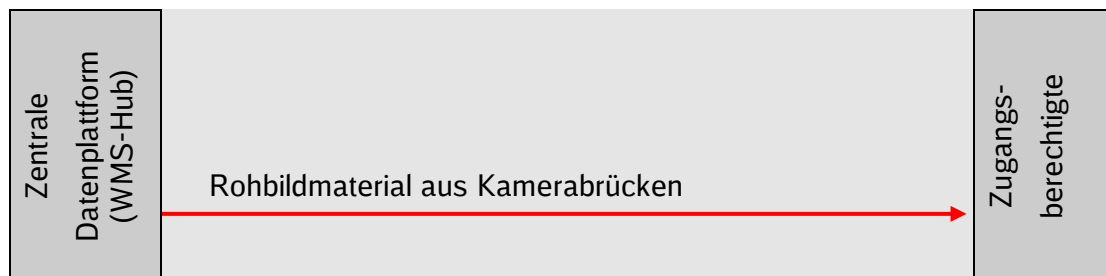 Zentrale
Datenplattform
(WMS-Hub)
Rohbildmaterial aus Kamerabrücken
Zugangs-
berechtigte